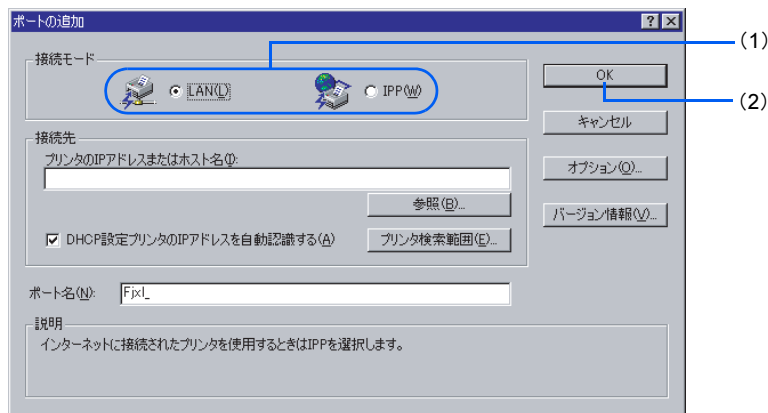 ポートの追加
(1)
接続モード
LAN(L)
IPP(W)
OK
(2)
キャンセル
接続先
プリンタのIPアドレスまたはホスト名(I):
オプション(O)...
参照(B)...
バージョン情報(V)...
DHCP設定プリンタのIPアドレスを自動認識する(A)
プリンタ検索範囲(E)...
ポート名(N):
Fjxl_
説明
インターネットに接続されたプリンタを使用するときはIPPを選択します。